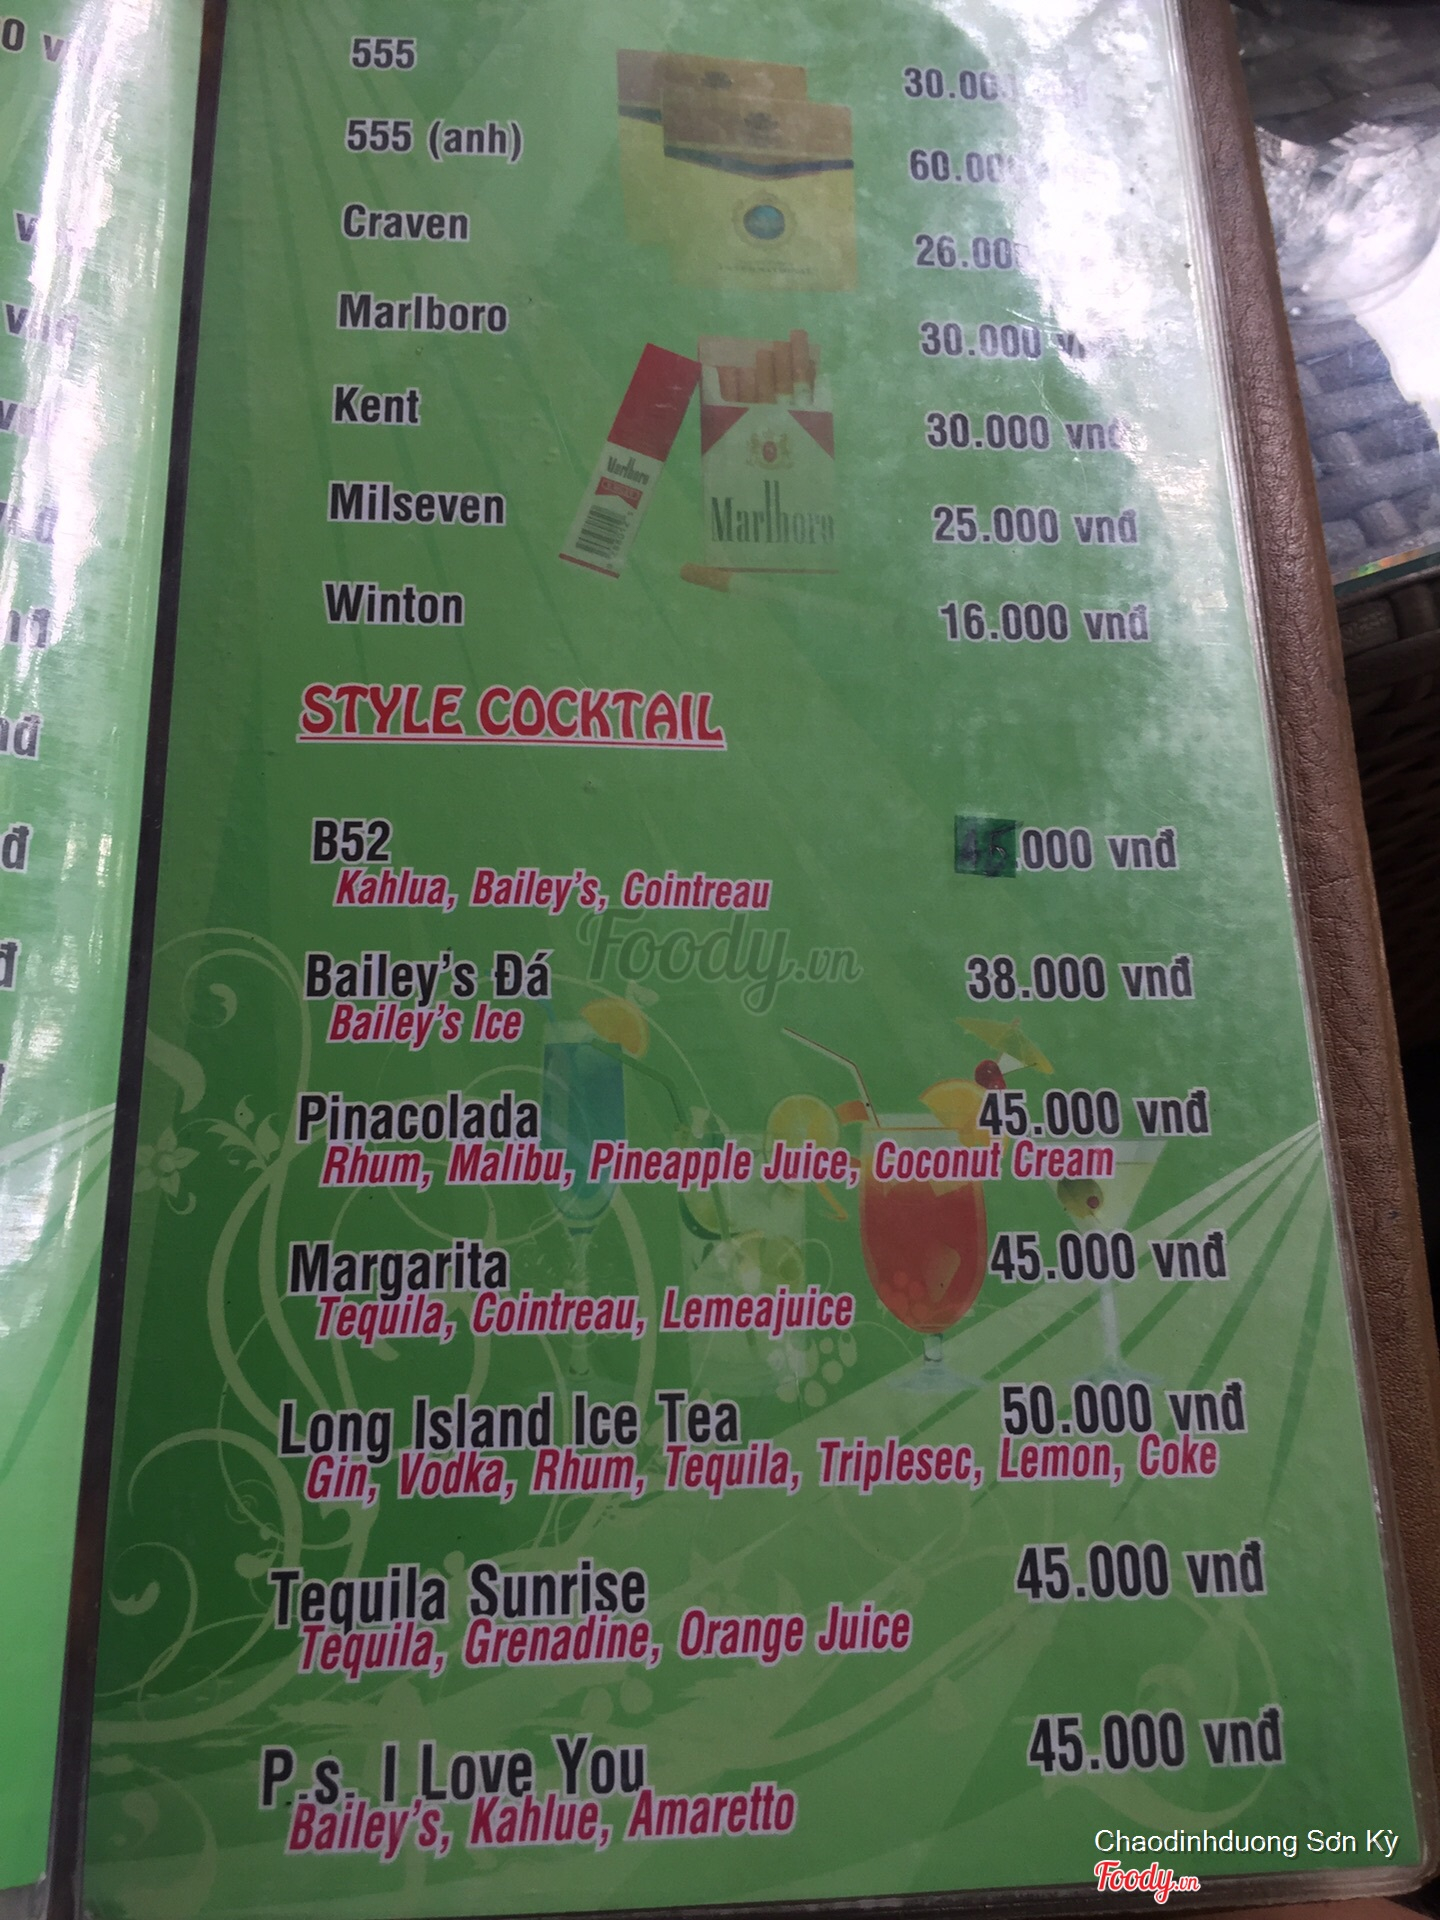 555
555 (anh)
60.00
Craven
26.00
Marlboro
30.000
Kent
30.000 vnđ
Milseven
25.000 vnđ
Winton
16.000 vnđ
Marlboro
Marlboro
STYLE COCKTAIL
B52
45.000 vnđ
Kahlua, Bailey's, Cointreau
Foody.vn
Bailey's Đá
38.000 vnđ
Bailey's Ice
Pinacolada
45.000 vnđ
Rhum, Malibu, Pineapple Juice, Coconut Cream
Margarita
45.000 vnđ
Tequila, Cointreau, Lemeajuice
Long Island Ice Tea
50.000 vnđ
Gin, Vodka, Rhum, Tequila, Triplesec, Lemon, Coke
Tequila Sunrise
45.000 vnđ
Tequila, Grenadine, Orange Juice
P.s. I Love You
45.000 vnđ
Bailey's, Kahlue, Amaretto
Chaodinhduong Sơn Kỳ
Foody.vn